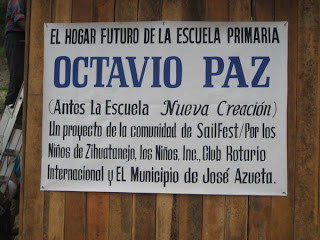 EL HOGAR FUTURO DE LA ESCUELA PRIMARIA
OCTAVIO PAZ
(Antes La Escuela Nueva Creación)
Un proyecto de la comunidad de SailFest/Por los
Niños de Zihuatanejo, los Niños, Inc., Club Rotario
Internacional y EL Municipio de José Azueta.